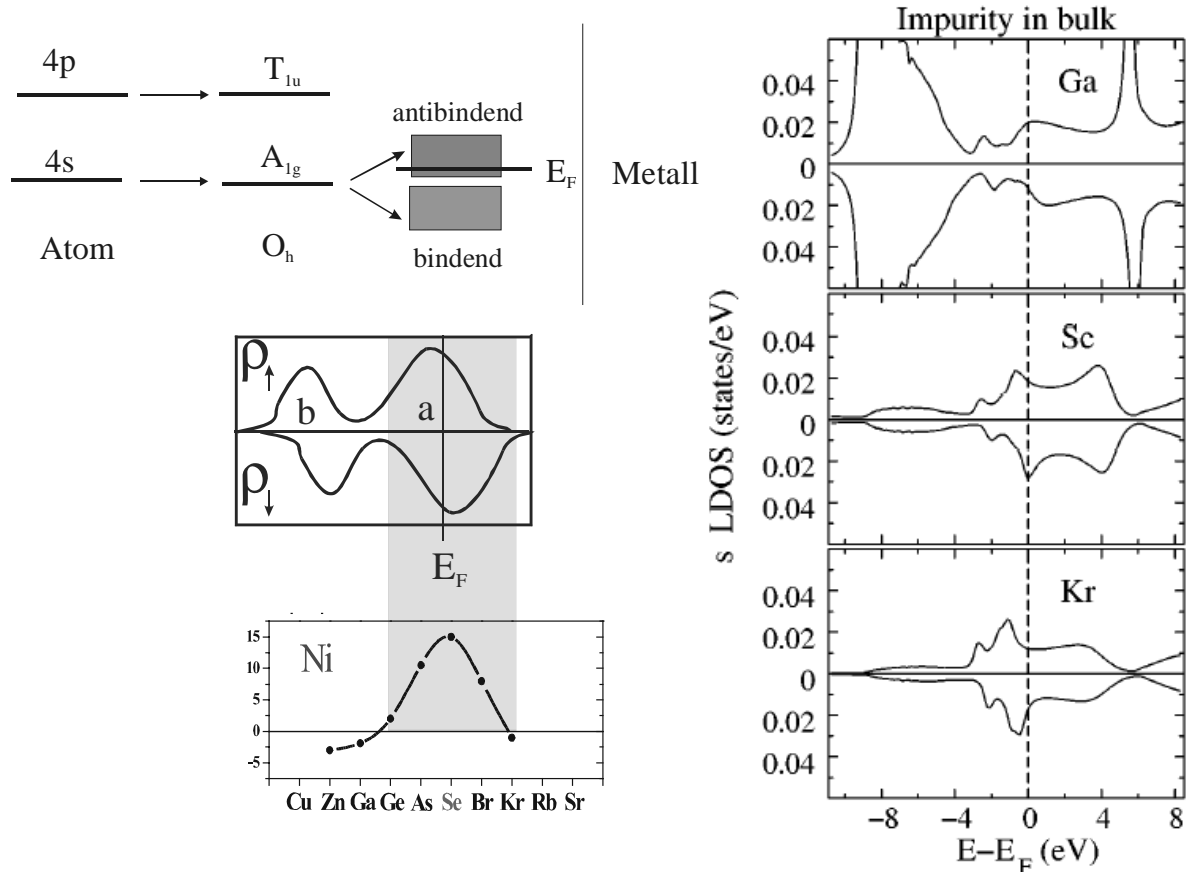 4p
T1u
antibindend
4s
A1g
EF
Metall
Atom
Oh
bindend
ρ↑
b
a
ρ↓
EF
15
10
5
0
-5
Ni
Cu Zn Ga Ge As Se Br Kr Rb Sr
Impurity in bulk
Ga
0.04
0.02
0
0.02
0.04
Sc
0.04
0.02
0
0.02
0.04
Kr
0.04
0.02
0
0.02
0.04
s LDOS (states/eV)
−8 −4 0 4 8
E−EF (eV)